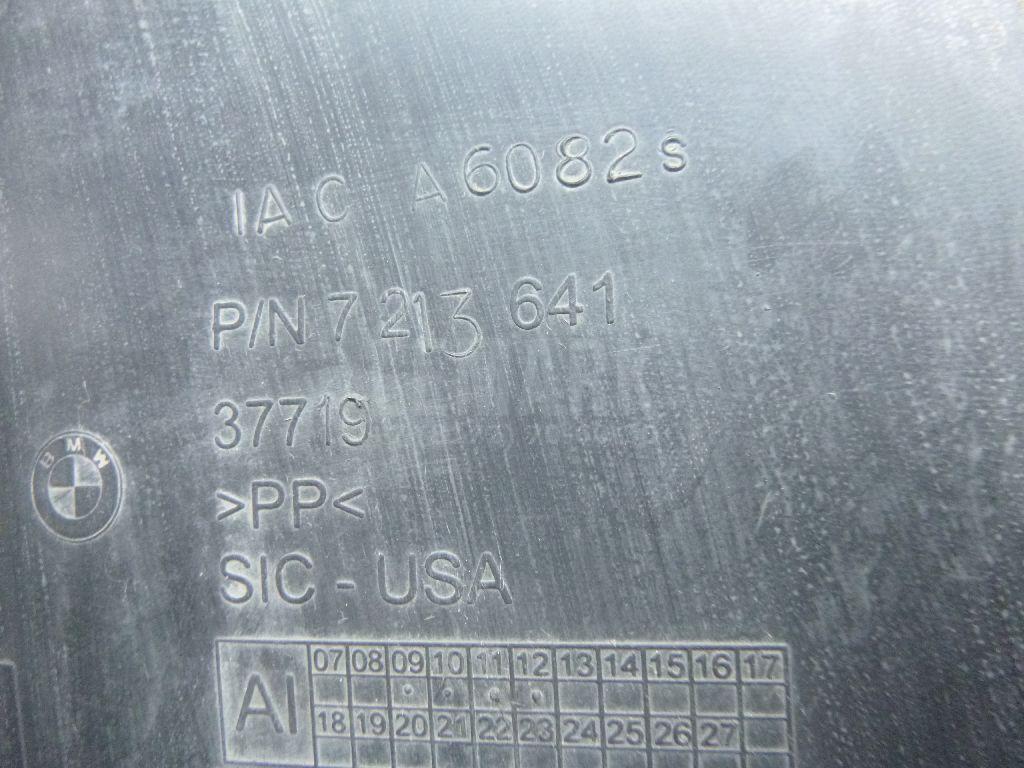 IAC A6082s
P/N 7 213 641
37719
>PP<
SIC - USA
BMW
AI 07 08 09 10 11 12 13 14 15 16 17
18 19 20 21 22 23 24 25 26 27